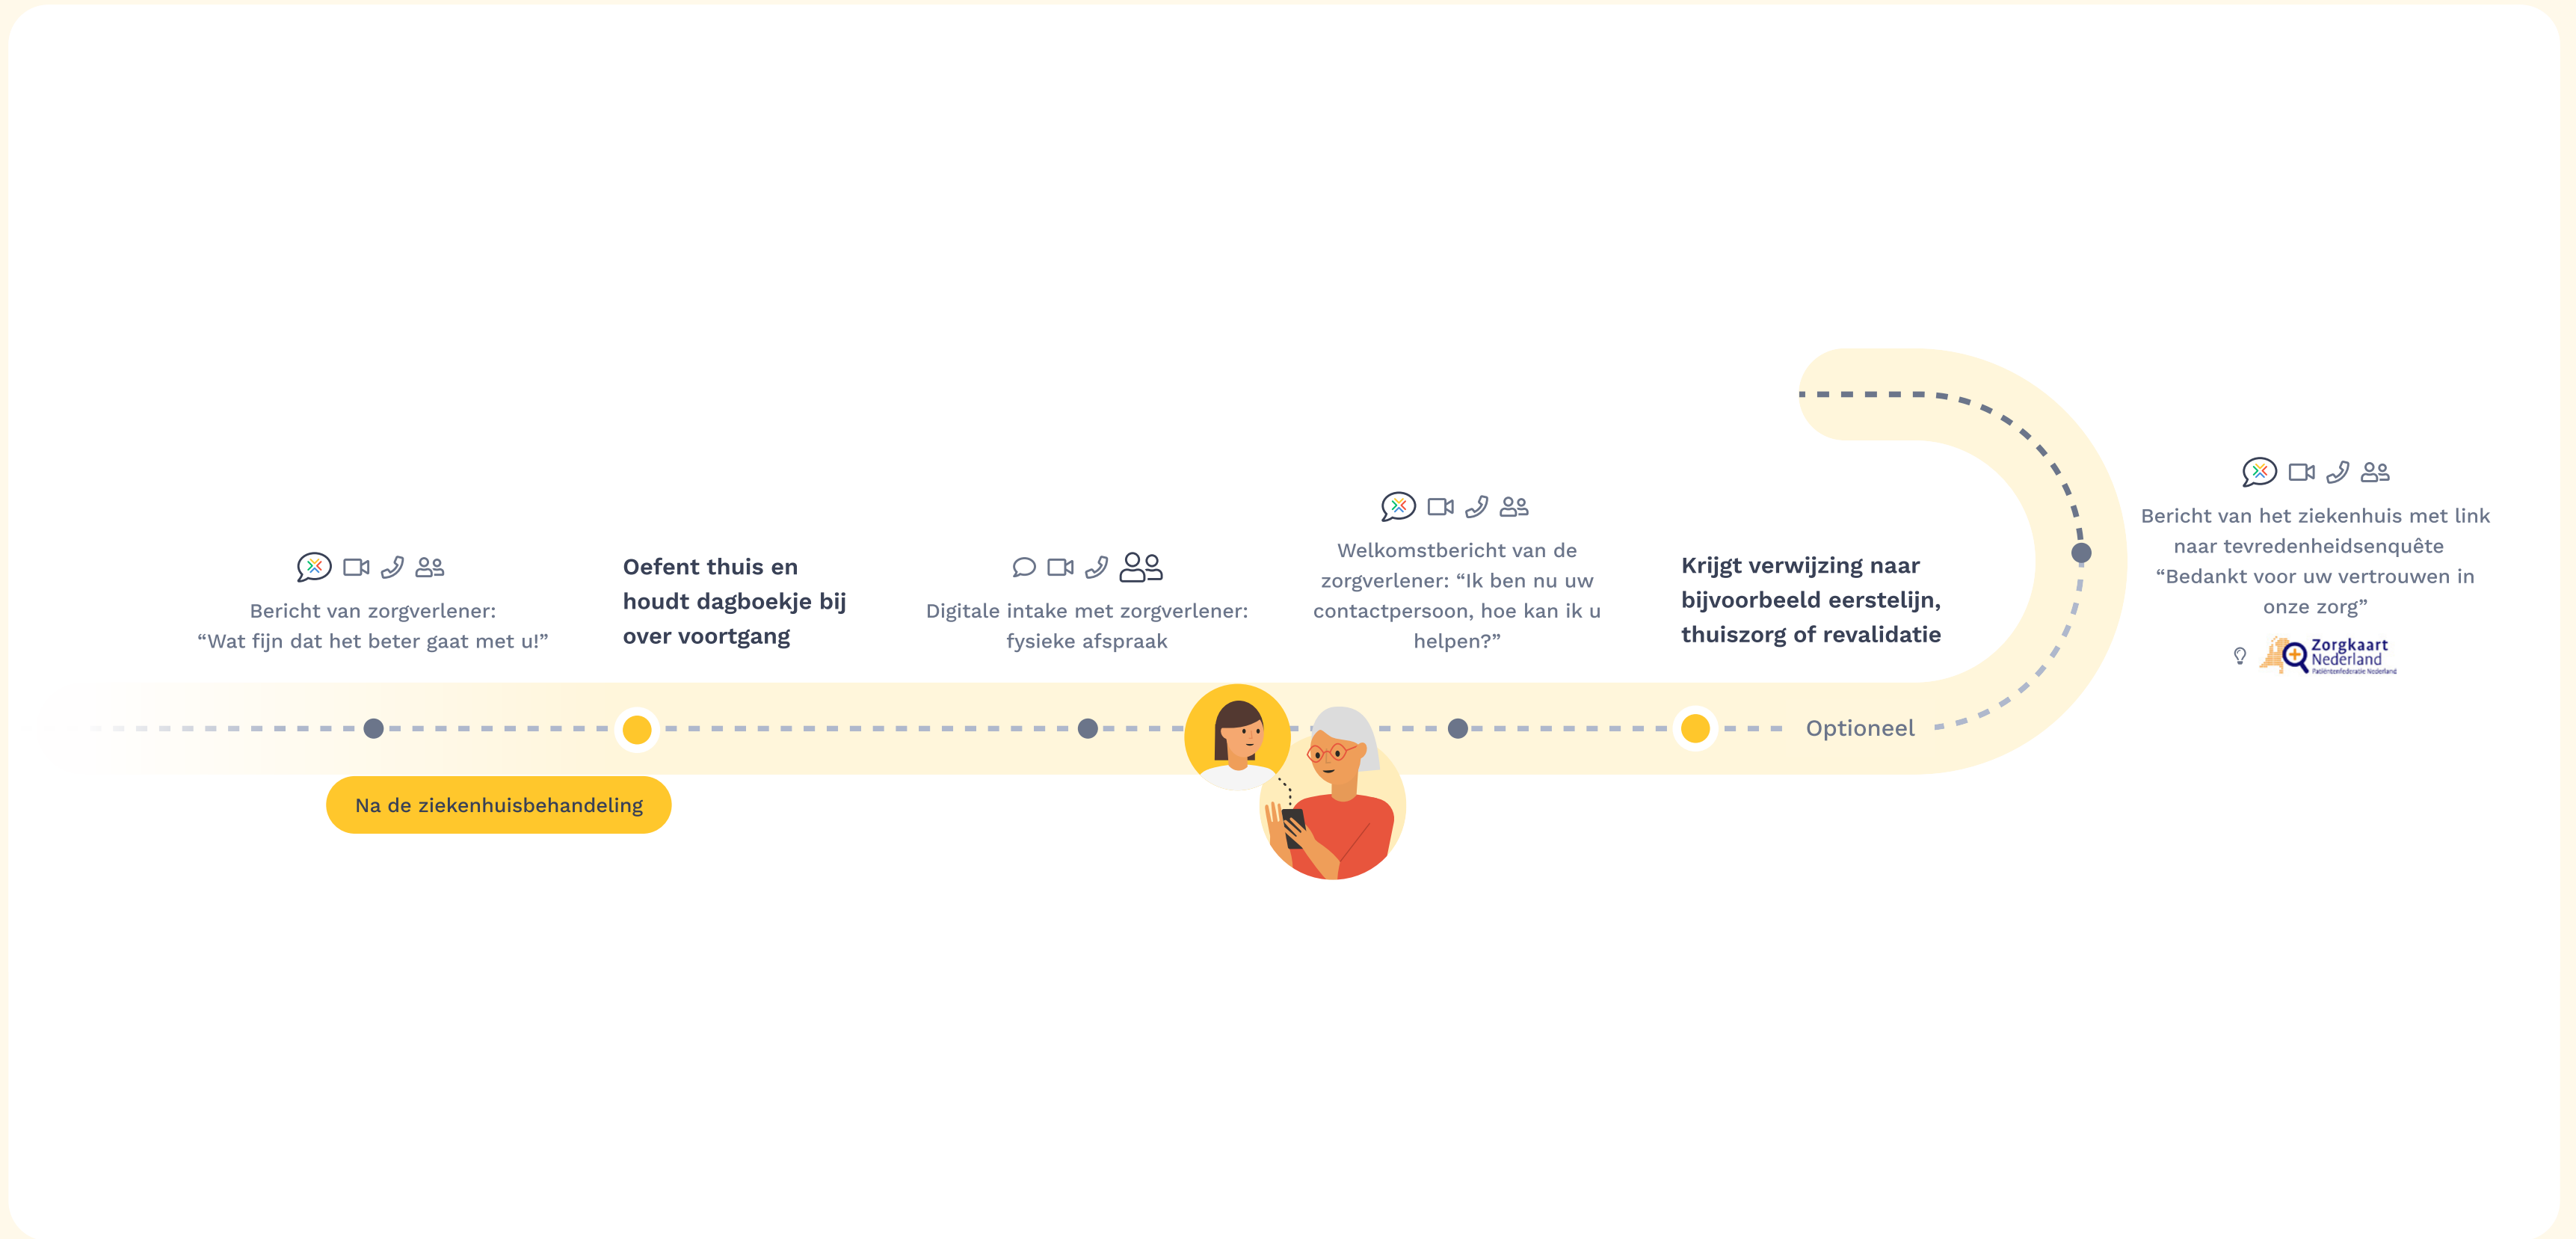 Bericht van zorgverlener:
“Wat fijn dat het beter gaat met u!”
Oefent thuis en
houdt dagboekje bij
over voortgang
Digitale intake met zorgverlener:
fysieke afspraak
Welkomstbericht van de
zorgverlener: “Ik ben nu uw
contactpersoon, hoe kan ik u
helpen?”
Krijgt verwijzing naar
bijvoorbeeld eerstelijn,
thuiszorg of revalidatie
Bericht van het ziekenhuis met link
naar tevredenheidsenquête
“Bedankt voor uw vertrouwen in
onze zorg”
Zorgkaart
Nederland
Patiëntenfederatie Nederland
Optioneel
Na de ziekenhuisbehandeling